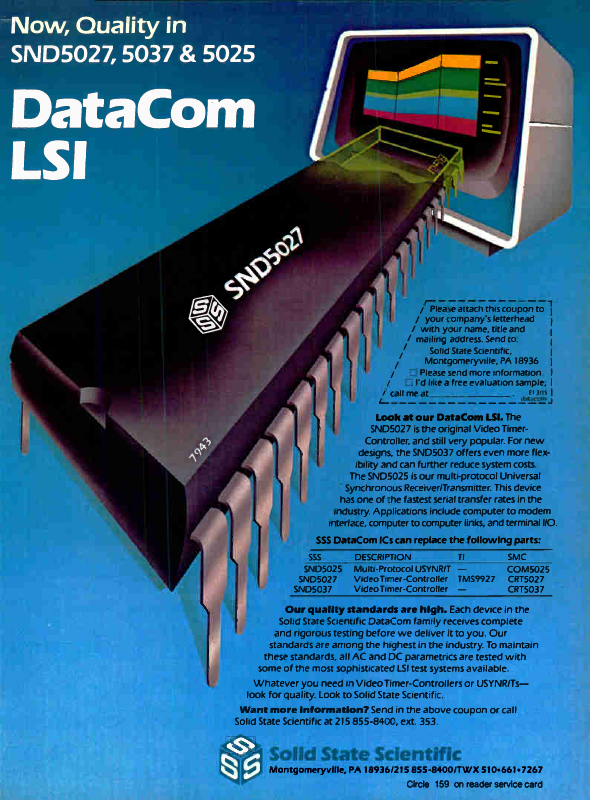 Now, Quality in
SND5027, 5037 & 5025
DataCom
LSI
SSS
SND5027
7943
Please attach this coupon to
your company's letterhead
with your name, title and
mailing address. Send to:
Solid State Scientific,
Montgomeryville, PA 18936
Please send more information.
I'd like a free evaluation sample;
call me at
datacom
Look at our DataCom LSI. The
SND5027 is the original Video Timer-
Controller, and still very popular. For new
designs, the SND5037 offers even more flex-
ibility and can further reduce system costs.
The SND5025 is our multi-protocol Universal
Synchronous Receiver/Transmitter. This device
has one of the fastest serial transfer rates in the
industry. Applications include computer to modem
interface, computer to computer links, and terminal I/O.
SSS DataCom ICs can replace the following parts:
SSS DESCRIPTION TI SMC
SND5025 Multi-Protocol USYNR/T — COM5025
SND5027 Video Timer-Controller TMS9927 CRT5027
SND5037 Video Timer-Controller — CRT5037
Our quality standards are high. Each device in the
Solid State Scientific DataCom family receives complete
and rigorous testing before we deliver it to you. Our
standards are among the highest in the industry. To maintain
these standards, all AC and DC parametrics are tested with
some of the most sophisticated LSI test systems available.
Whatever you need in Video Timer-Controllers or USYNR/Ts—
look for quality. Look to Solid State Scientific.
Want more information? Send in the above coupon or call
Solid State Scientific at 215 855-8400, ext. 353.
SSS
Solid State Scientific
Montgomeryville, PA 18936/215 855-8400/TWX 510•661•7267
Circle 159 on reader service card